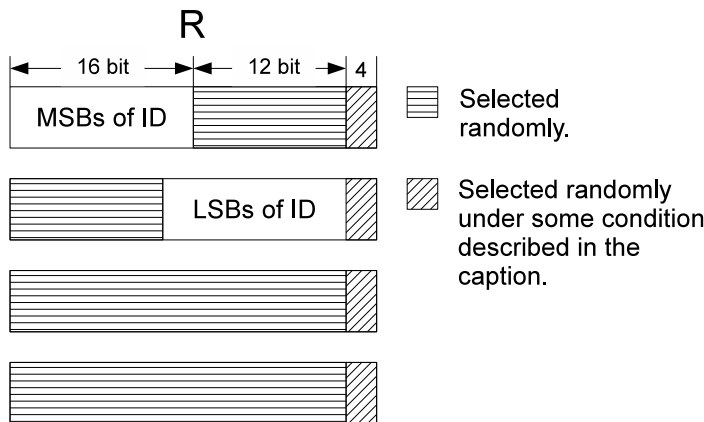 R
16 bit 12 bit 4
MSBs of ID
Selected
randomly.
LSBs of ID
Selected randomly
under some condition
described in the
caption.